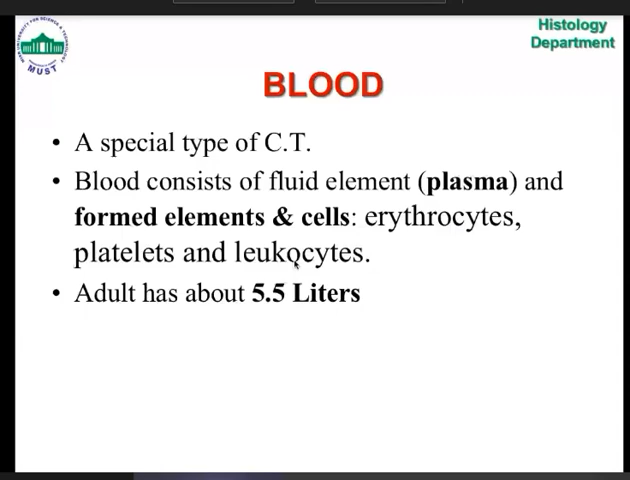 Histology
Department
MUST
BLOOD
• A special type of C.T.
• Blood consists of fluid element (plasma) and
formed elements & cells: erythrocytes,
platelets and leukocytes.
• Adult has about 5.5 Liters